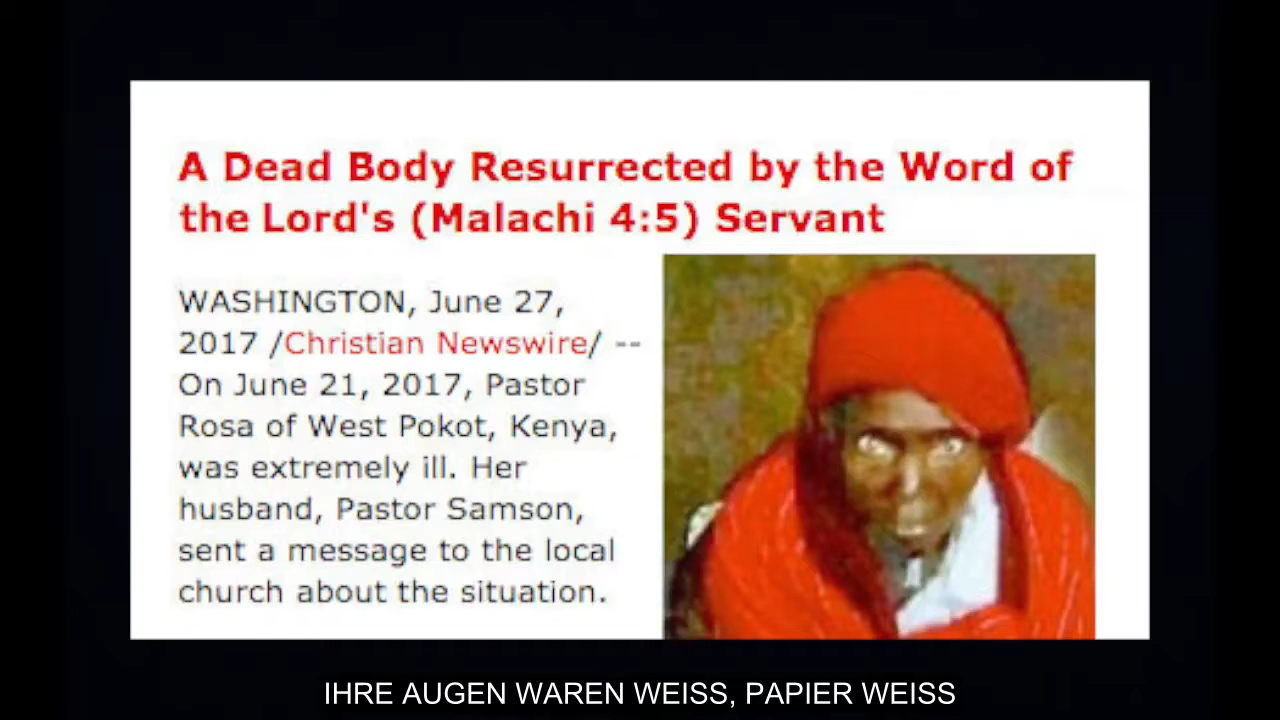 A Dead Body Resurrected by the Word of
the Lord's (Malachi 4:5) Servant
WASHINGTON, June 27,
2017 /Christian Newswire/ --
On June 21, 2017, Pastor
Rosa of West Pokot, Kenya,
was extremely ill. Her
husband, Pastor Samson,
sent a message to the local
church about the situation.
IHRE AUGEN WAREN WEISS, PAPIER WEISS